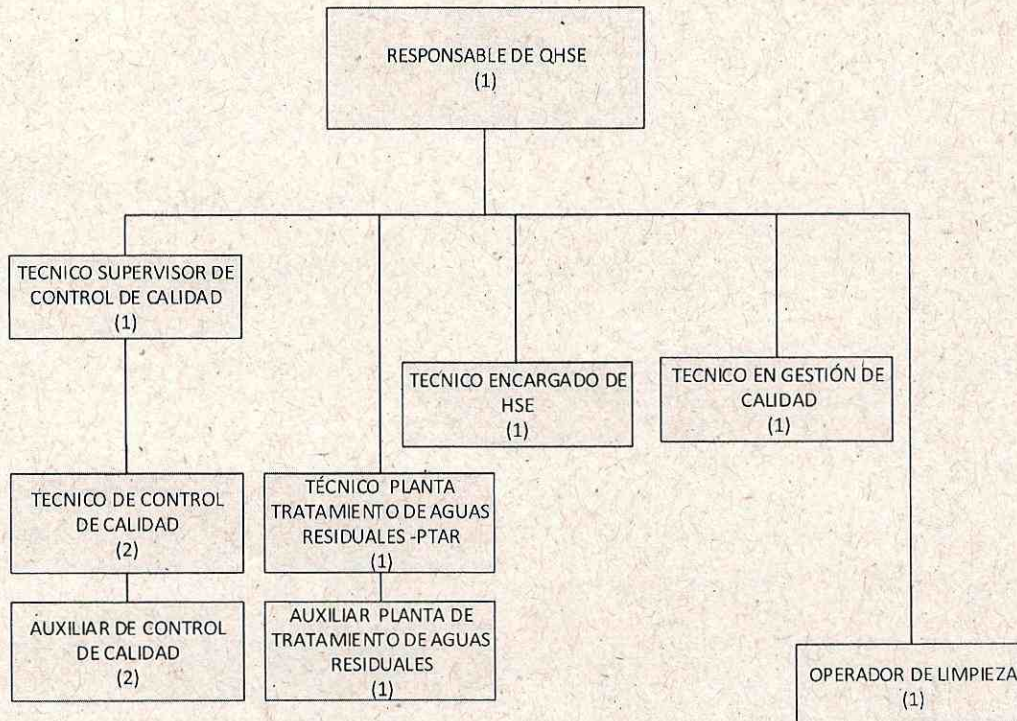 RESPONSABLE DE QHSE
(1)
TECNICO SUPERVISOR DE
CONTROL DE CALIDAD
(1)
TECNICO ENCARGADO DE
HSE
(1)
TECNICO EN GESTIÓN DE
CALIDAD
(1)
TECNICO DE CONTROL
DE CALIDAD
(2)
TÉCNICO PLANTA
TRATAMIENTO DE AGUAS
RESIDUALES -PTAR
(1)
AUXILIAR DE CONTROL
DE CALIDAD
(2)
AUXILIAR PLANTA DE
TRATAMIENTO DE AGUAS
RESIDUALES
(1)
OPERADOR DE LIMPIEZA
(1)